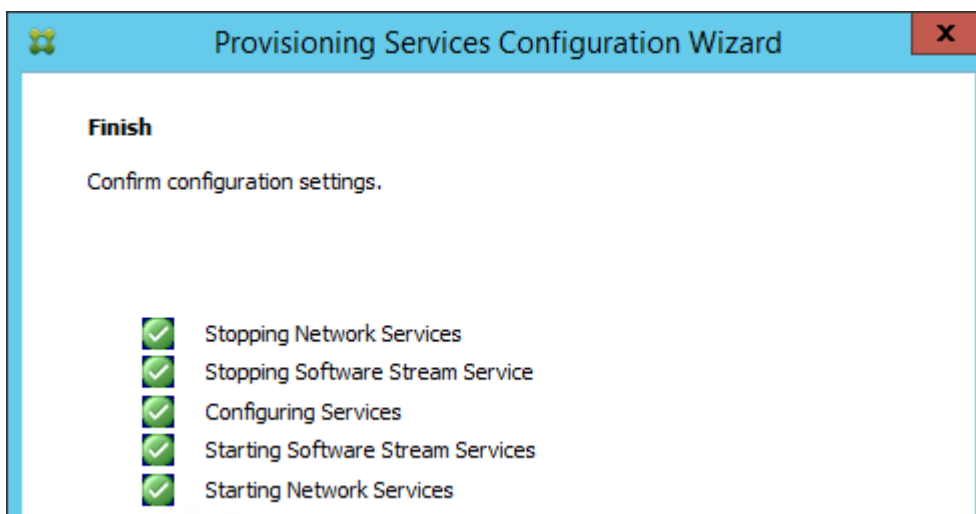 Provisioning Services Configuration Wizard
x
Finish
Confirm configuration settings.
Stopping Network Services
Stopping Software Stream Service
Configuring Services
Starting Software Stream Services
Starting Network Services